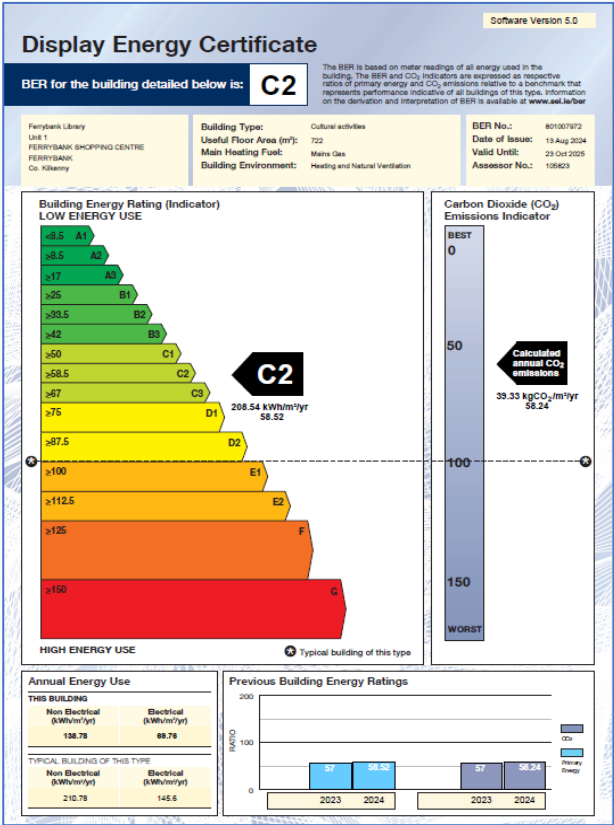 Software Version 5.0
Display Energy Certificate
BER for the building detailed below is:
C2
The BER is based on meter readings of all energy used in the
building. The BER and CO₂ Indicators are expressed as respective
ratios of primary energy and CO₂ emissions relative to a benchmark that
represents performance indicative of all buildings of this type. Information
on the derivation and interpretation of BER is available at www.sei.ie/ber
Ferrybank Library
Unit 1
FERRYBANK SHOPPING CENTRE
FERRYBANK
Co. Kilkenny
Building Type: Cultural activities
Useful Floor Area (m²): 722
Main Heating Fuel: Mains Gas
Building Environment: Heating and Natural Ventilation
BER No.: 801007972
Date of Issue: 13 Aug 2024
Valid Until: 23 Oct 2025
Assessor No.: 105823
Building Energy Rating (Indicator)
LOW ENERGY USE
<8.5 A1
≥8.5 A2
≥17 A3
≥25 B1
≥33.5 B2
≥42 B3
≥50 C1
≥58.5 C2
≥67 C3
≥75 D1
≥87.5 D2
≥100 E1
≥112.5 E2
≥125 F
≥150 G
C2
208.54 kWh/m²/yr
58.52
HIGH ENERGY USE
Typical building of this type
Carbon Dioxide (CO₂)
Emissions Indicator
BEST
0
50
100
150
WORST
Calculated
annual CO₂
emissions
39.33 kgCO₂/m²/yr
58.24
Annual Energy Use
THIS BUILDING
Non Electrical Electrical
(kWh/m²/yr) (kWh/m²/yr)
138.78 69.76
TYPICAL BUILDING OF THIS TYPE
Non Electrical Electrical
(kWh/m²/yr) (kWh/m²/yr)
210.78 145.6
Previous Building Energy Ratings
RATIO
200
100
0
57 58.52 57 58.24
2023 2024 2023 2024
CO₂
Primary
Energy